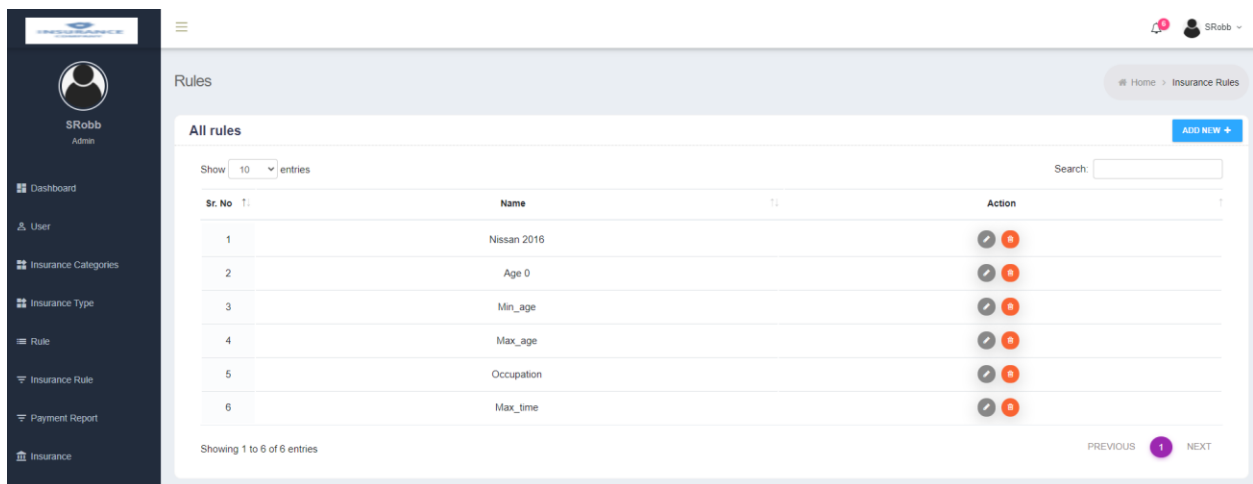 INSURANCE
6
SRobb
SRobb
Admin
Dashboard
User
Insurance Categories
Insurance Type
Rule
Insurance Rule
Payment Report
Insurance
Rules
Home > Insurance Rules
All rules
ADD NEW +
Show 10 entries
Search:
Sr. No Name Action
1 Nissan 2016
2 Age 0
3 Min_age
4 Max_age
5 Occupation
6 Max_time
Showing 1 to 6 of 6 entries
PREVIOUS 1 NEXT